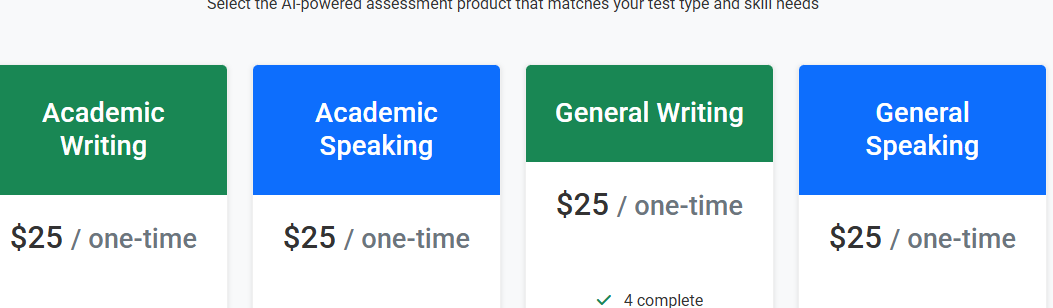 Select the AI-powered assessment product that matches your test type and skill needs
Academic
Writing
$25 / one-time
Academic
Speaking
$25 / one-time
General Writing
$25 / one-time
4 complete
General
Speaking
$25 / one-time